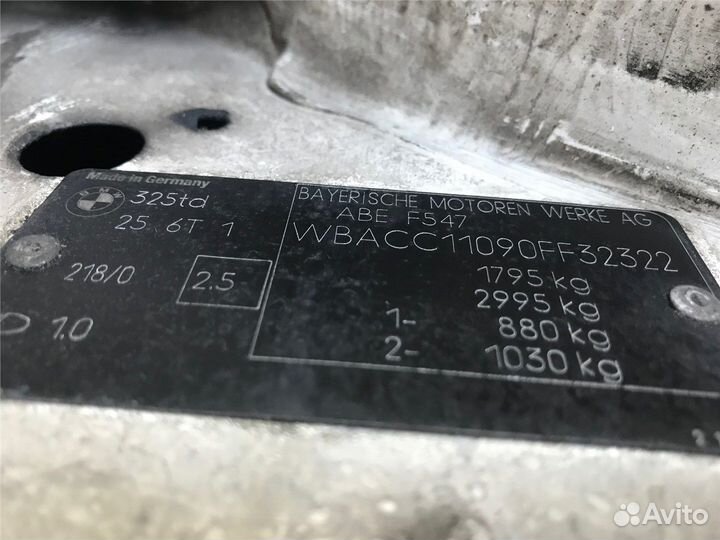 Made in Germany
BMW
325td
25 6T 1
218/0
2.5
1.0
BAYERISCHE MOTOREN WERKE AG
ABE F547
WBACC11090FF32322
1795 kg
2995 kg
1- 880 kg
2- 1030 kg
Avito